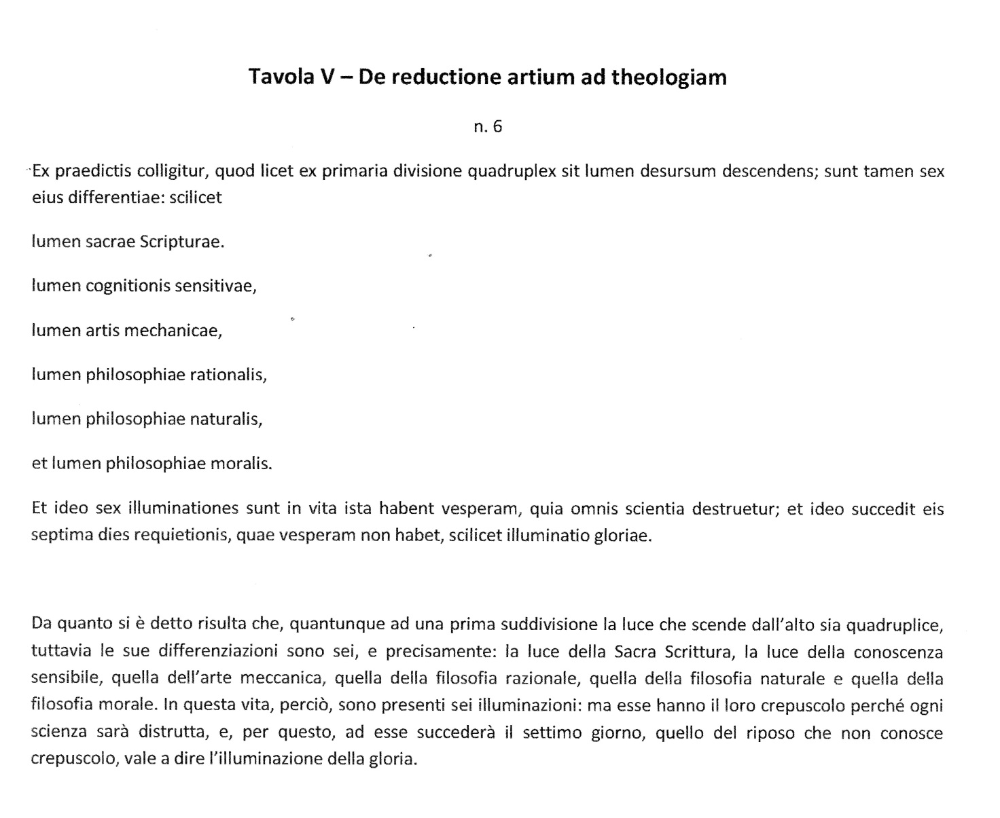 Tavola V – De reductione artium ad theologiam
n. 6
Ex praedictis colligitur, quod licet ex primaria divisione quadruplex sit lumen desursum descendens; sunt tamen sex
eius differentiae: scilicet
lumen sacrae Scripturae.
lumen cognitionis sensitivae,
lumen artis mechanicae,
lumen philosophiae rationalis,
lumen philosophiae naturalis,
et lumen philosophiae moralis.
Et ideo sex illuminationes sunt in vita ista habent vesperam, quia omnis scientia destruetur; et ideo succedit eis
septima dies requietionis, quae vesperam non habet, scilicet illuminatio gloriae.
Da quanto si è detto risulta che, quantunque ad una prima suddivisione la luce che scende dall'alto sia quadruplice,
tuttavia le sue differenziazioni sono sei, e precisamente: la luce della Sacra Scrittura, la luce della conoscenza
sensibile, quella dell'arte meccanica, quella della filosofia razionale, quella della filosofia naturale e quella della
filosofia morale. In questa vita, perciò, sono presenti sei illuminazioni: ma esse hanno il loro crepuscolo perché ogni
scienza sarà distrutta, e, per questo, ad esse succederà il settimo giorno, quello del riposo che non conosce
crepuscolo, vale a dire l'illuminazione della gloria.